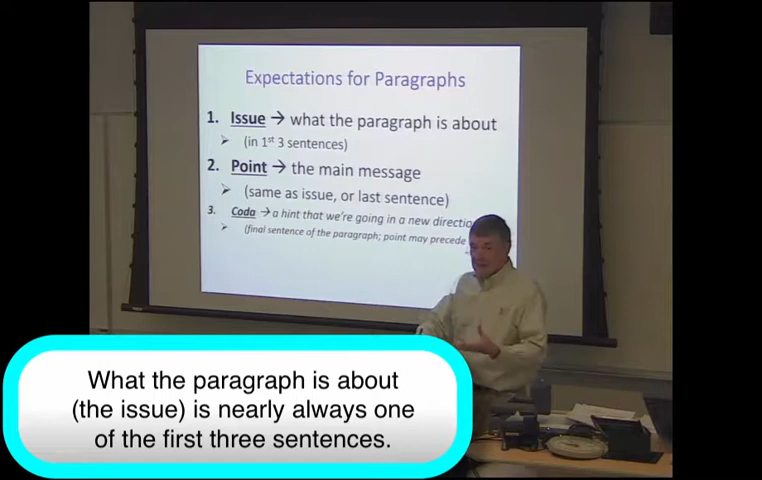 Expectations for Paragraphs
1. Issue → what the paragraph is about
➢ (in 1st 3 sentences)
2. Point → the main message
➢ (same as issue, or last sentence)
3. Coda → a hint that we're going in a new directio
➢ (final sentence of the paragraph; point may precede
What the paragraph is about
(the issue) is nearly always one
of the first three sentences.